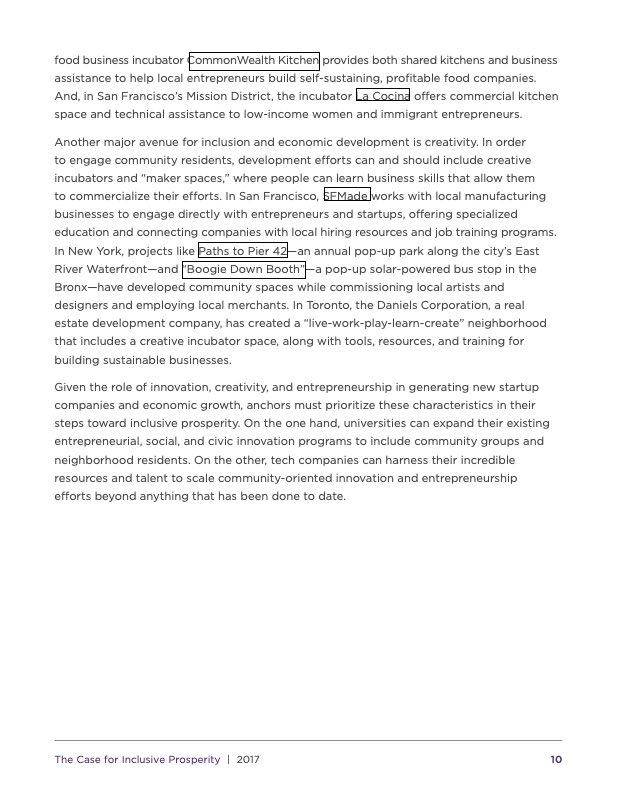 food business incubator CommonWealth Kitchen provides both shared kitchens and business
assistance to help local entrepreneurs build self-sustaining, profitable food companies.
And, in San Francisco’s Mission District, the incubator La Cocina offers commercial kitchen
space and technical assistance to low-income women and immigrant entrepreneurs.
Another major avenue for inclusion and economic development is creativity. In order
to engage community residents, development efforts can and should include creative
incubators and “maker spaces,” where people can learn business skills that allow them
to commercialize their efforts. In San Francisco, SFMade works with local manufacturing
businesses to engage directly with entrepreneurs and startups, offering specialized
education and connecting companies with local hiring resources and job training programs.
In New York, projects like Paths to Pier 42—an annual pop-up park along the city’s East
River Waterfront—and “Boogie Down Booth”—a pop-up solar-powered bus stop in the
Bronx—have developed community spaces while commissioning local artists and
designers and employing local merchants. In Toronto, the Daniels Corporation, a real
estate development company, has created a “live-work-play-learn-create” neighborhood
that includes a creative incubator space, along with tools, resources, and training for
building sustainable businesses.
Given the role of innovation, creativity, and entrepreneurship in generating new startup
companies and economic growth, anchors must prioritize these characteristics in their
steps toward inclusive prosperity. On the one hand, universities can expand their existing
entrepreneurial, social, and civic innovation programs to include community groups and
neighborhood residents. On the other, tech companies can harness their incredible
resources and talent to scale community-oriented innovation and entrepreneurship
efforts beyond anything that has been done to date.
The Case for Inclusive Prosperity | 2017 10